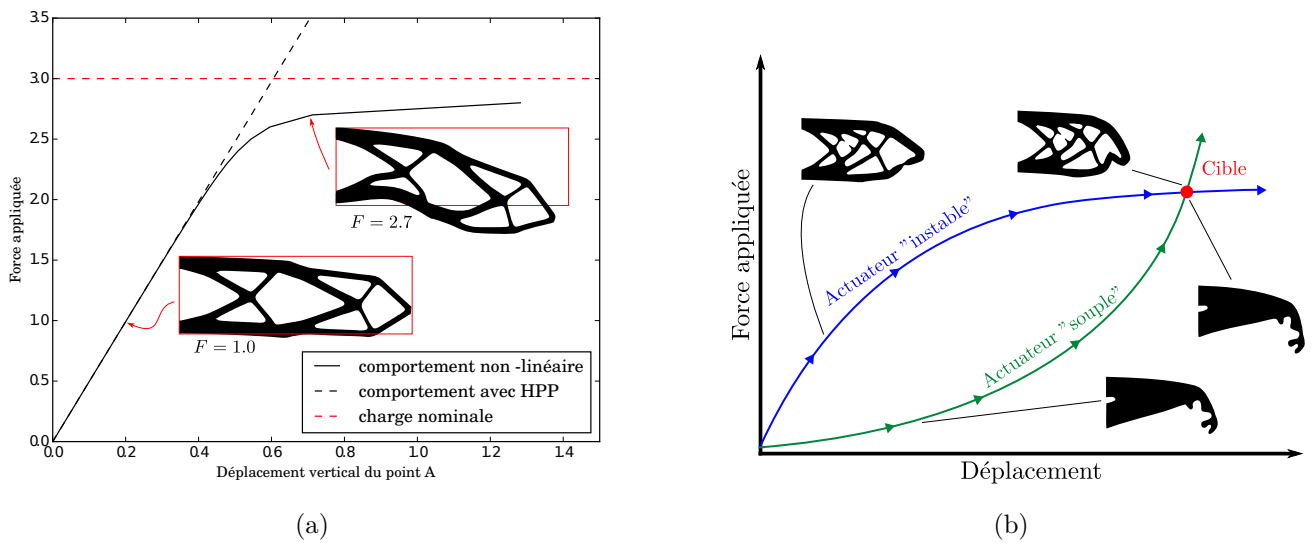 3.5
3.0
2.5
2.0
1.5
1.0
0.5
0.0
Force appliquée
0.0 0.2 0.4 0.6 0.8 1.0 1.2 1.4
Déplacement vertical du point A
F = 2.7
F = 1.0
comportement non -linéaire
comportement avec HPP
charge nominale
(a)
Force appliquée
Déplacement
Actuateur "instable"
Actuateur "souple"
Cible
(b)